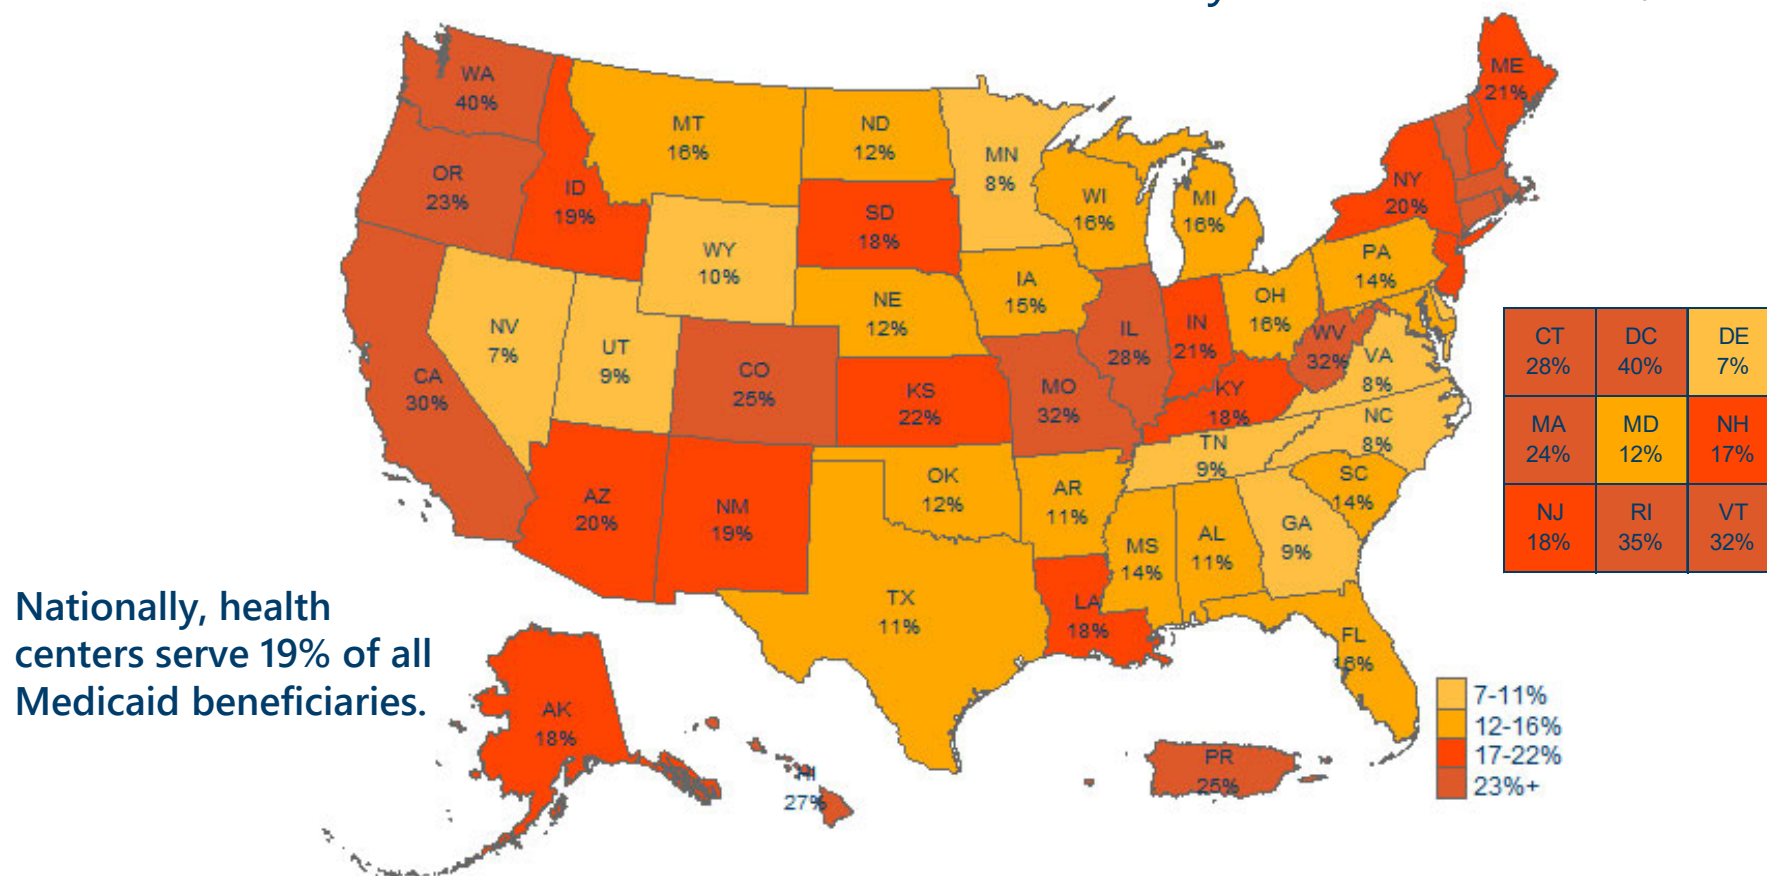 WA
40%
OR
23%
CA
30%
ID
19%
NV
7%
MT
16%
WY
10%
UT
9%
AZ
20%
CO
25%
NM
19%
ND
12%
SD
18%
NE
12%
KS
22%
OK
12%
TX
11%
MN
8%
IA
15%
MO
32%
AR
11%
LA
18%
WI
16%
IL
28%
MI
16%
IN
21%
OH
16%
KY
18%
TN
9%
MS
14%
AL
11%
GA
9%
FL
16%
SC
14%
NC
8%
VA
8%
WV
32%
PA
14%
NY
20%
ME
21%
AK
18%
HI
27%
PR
25%
CT DC DE
28% 40% 7%
MA MD NH
24% 12% 17%
NJ RI VT
18% 35% 32%
Nationally, health
centers serve 19% of all
Medicaid beneficiaries.
7-11%
12-16%
17-22%
23%+